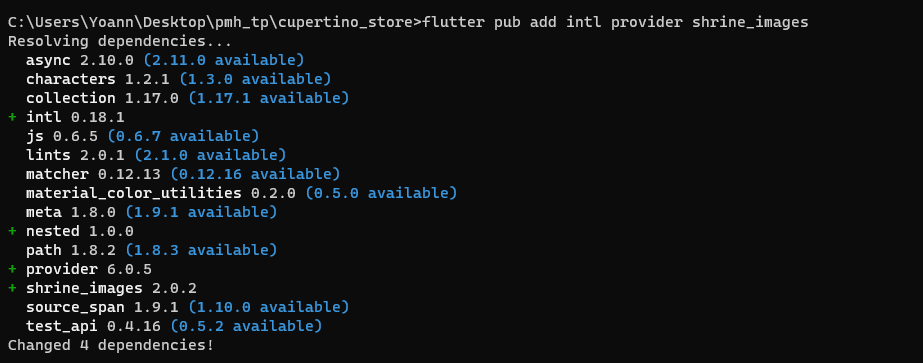 C:\Users\Yoann\Desktop\pmh_tp\cupertino_store>flutter pub add intl provider shrine_images
Resolving dependencies...
  async 2.10.0 (2.11.0 available)
  characters 1.2.1 (1.3.0 available)
  collection 1.17.0 (1.17.1 available)
+ intl 0.18.1
  js 0.6.5 (0.6.7 available)
  lints 2.0.1 (2.1.0 available)
  matcher 0.12.13 (0.12.16 available)
  material_color_utilities 0.2.0 (0.5.0 available)
  meta 1.8.0 (1.9.1 available)
+ nested 1.0.0
  path 1.8.2 (1.8.3 available)
+ provider 6.0.5
+ shrine_images 2.0.2
  source_span 1.9.1 (1.10.0 available)
  test_api 0.4.16 (0.5.2 available)
Changed 4 dependencies!